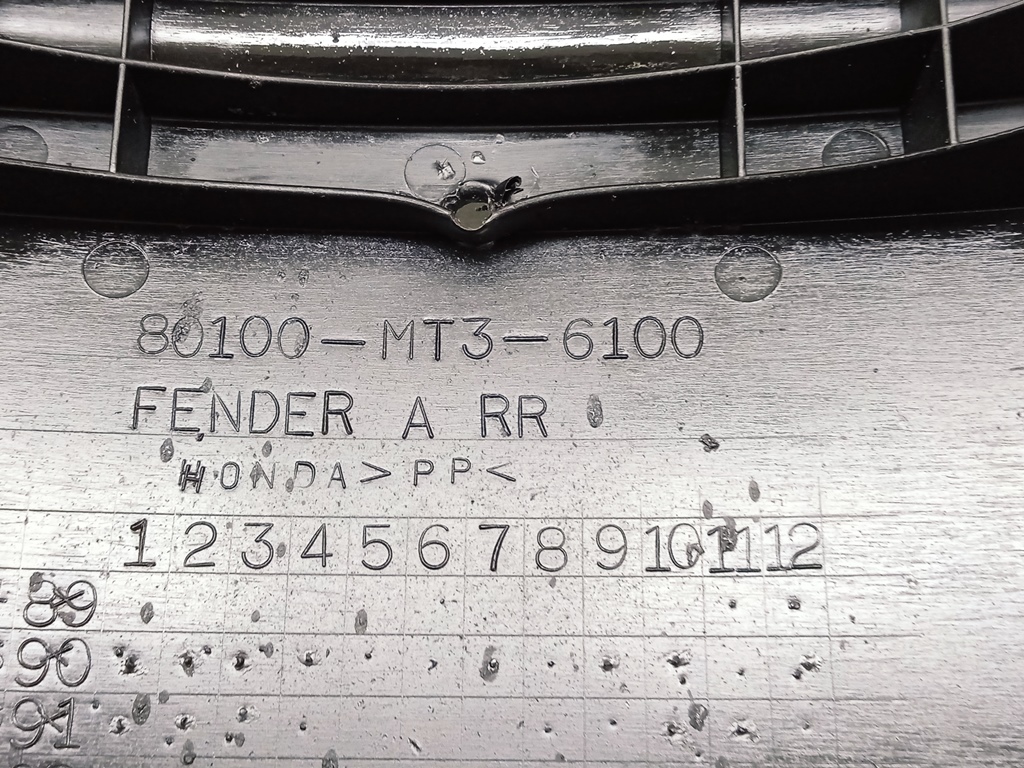 80100-MT3-6100
FENDER A RR
HONDA >PP<
1 2 3 4 5 6 7 8 9 10 11 12
89
90
91